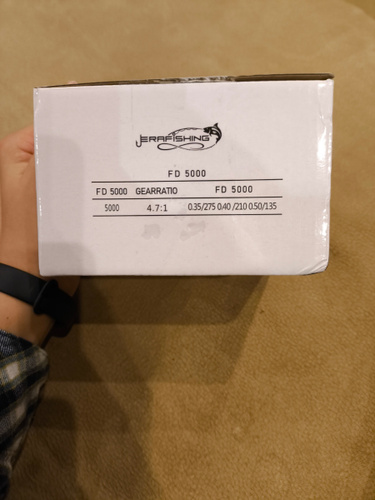 JERAFISHING
FD 5000
FD 5000 GEARRATIO FD 5000
5000 4.7:1 0.35/275 0.40 /210 0.50/135